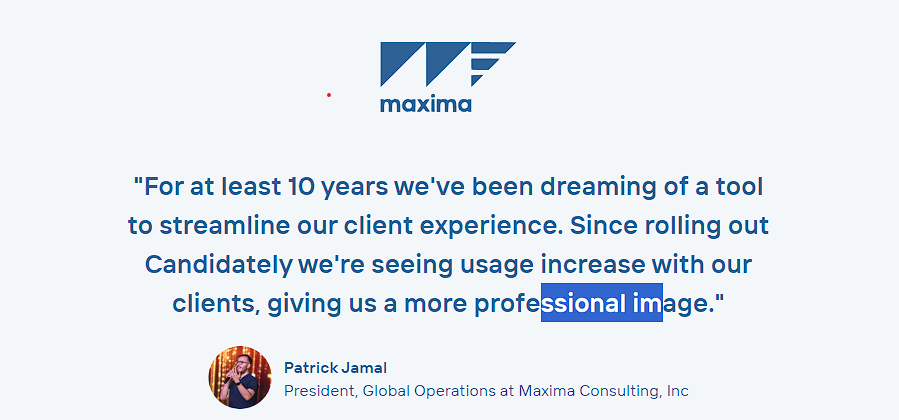 maxima
"For at least 10 years we've been dreaming of a tool
to streamline our client experience. Since rolling out
Candidately we're seeing usage increase with our
clients, giving us a more professional image."
Patrick Jamal
President, Global Operations at Maxima Consulting, Inc